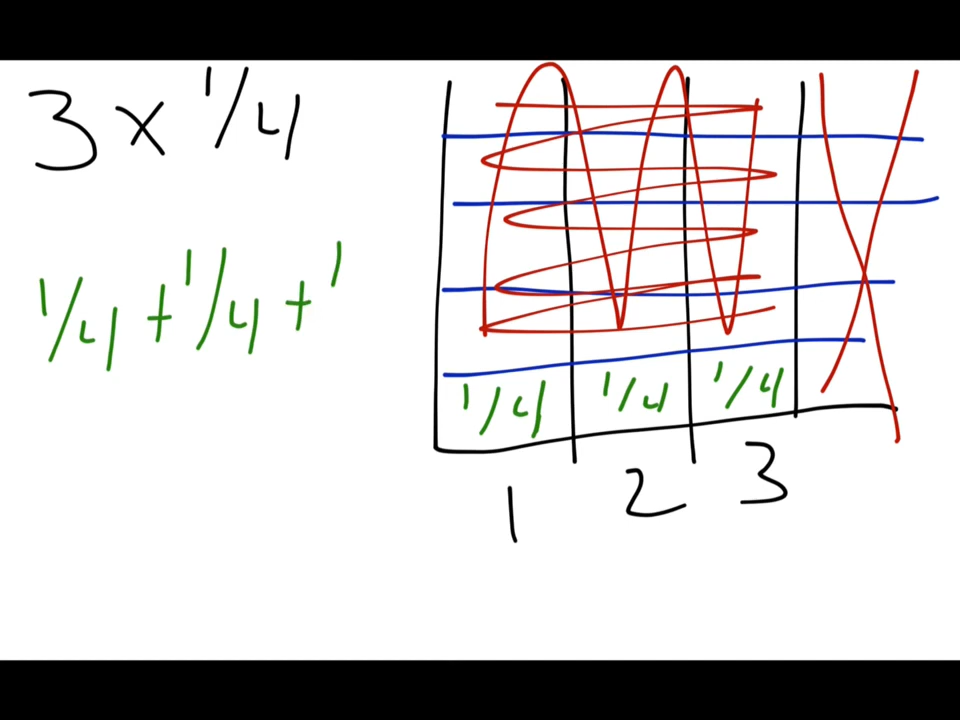 3 x 1/4
1/4 + 1/4 + 1
1/4 1/4 1/4
1 2 3